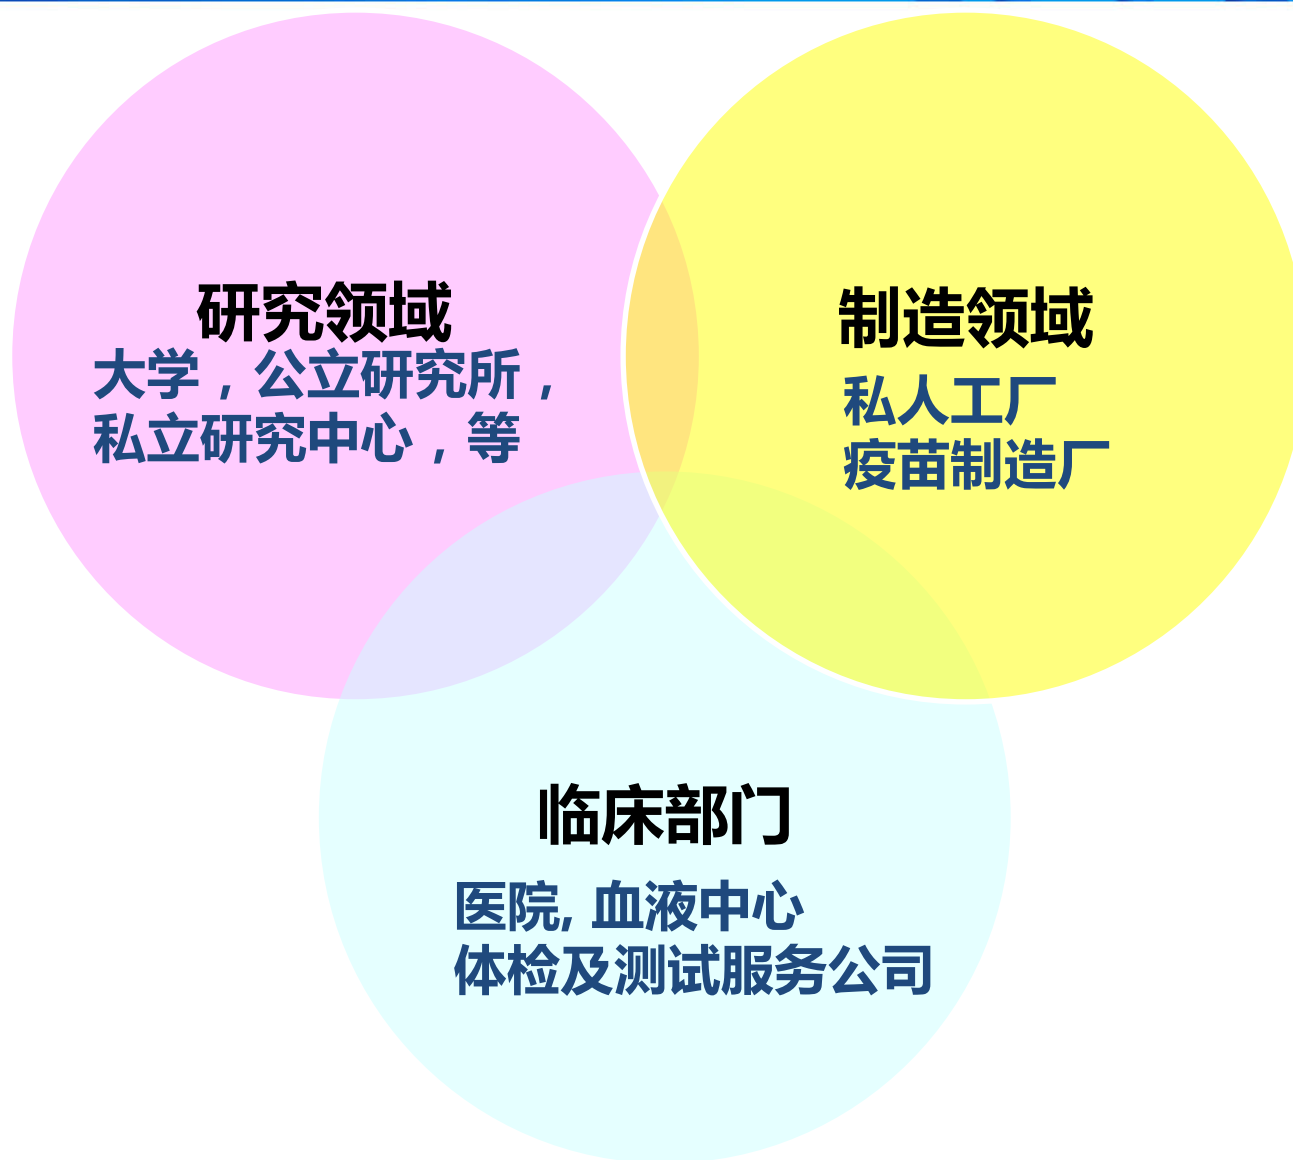 研究领域
大学，公立研究所，
私立研究中心，等
制造领域
私人工厂
疫苗制造厂
临床部门
医院, 血液中心
体检及测试服务公司